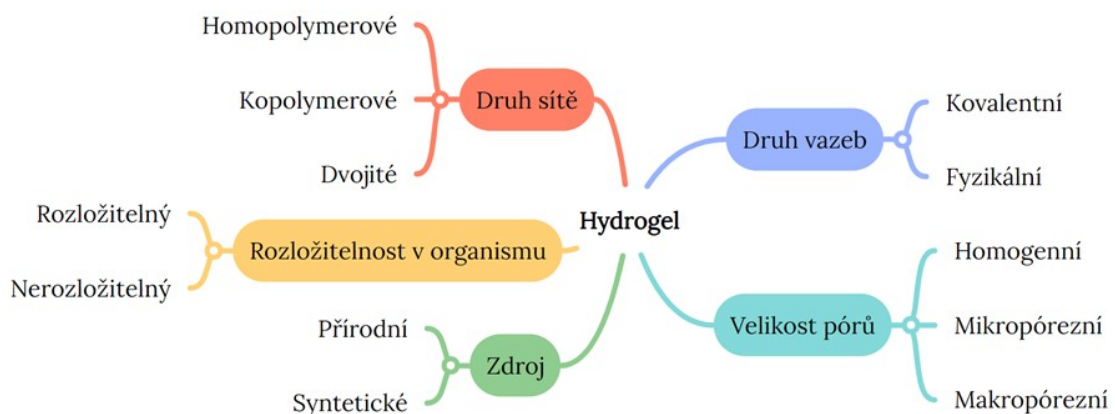 Homopolymerové
Kopolymerové
Dvojité
Druh sítě
Rozložitelný
Nerozložitelný
Rozložitelnost v organismu
Přírodní
Syntetické
Zdroj
Hydrogel
Druh vazeb
Kovalentní
Fyzikální
Velikost pórů
Homogenní
Mikropórezní
Makropórezní